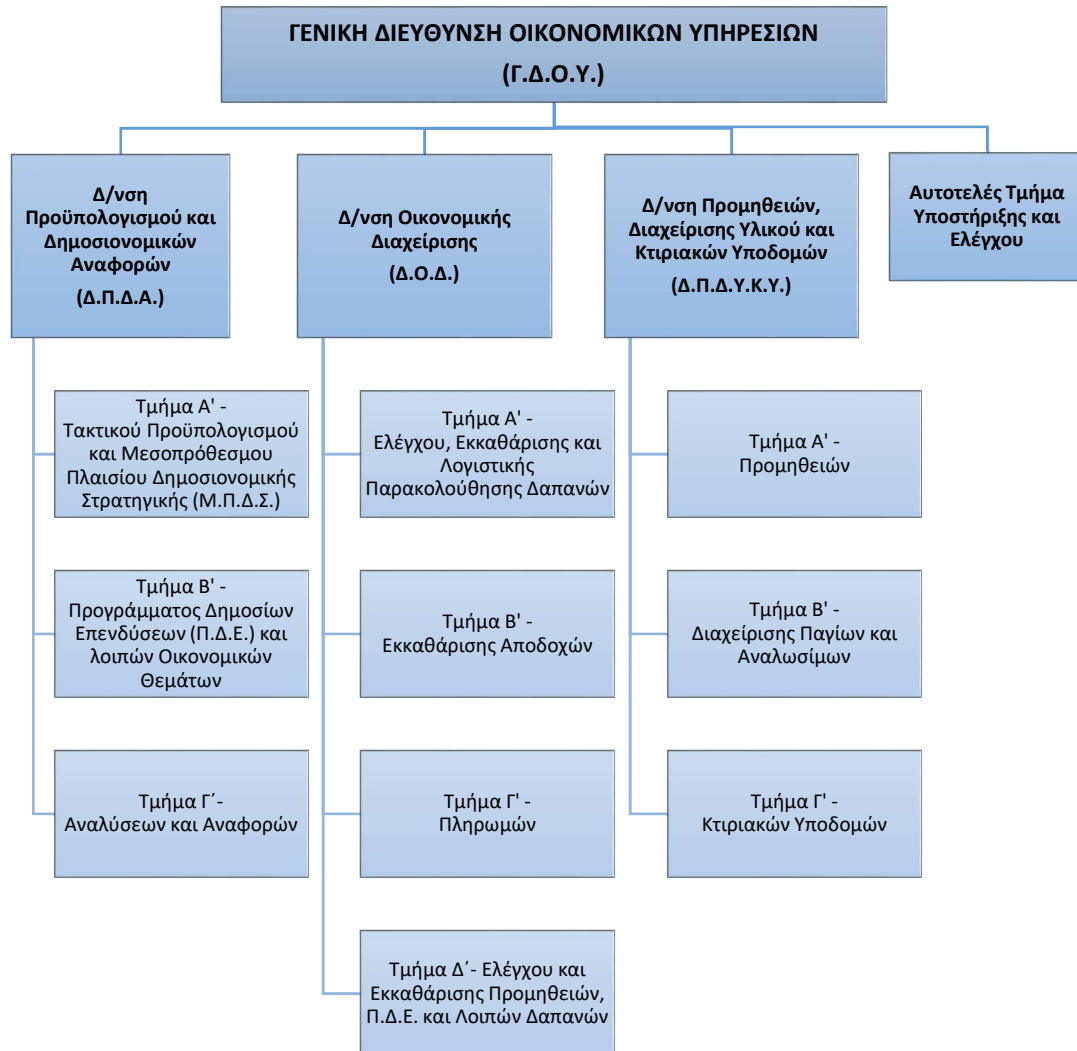 ΓΕΝΙΚΗ ΔΙΕΥΘΥΝΣΗ ΟΙΚΟΝΟΜΙΚΩΝ ΥΠΗΡΕΣΙΩΝ
(Γ.Δ.Ο.Υ.)
Δ/νση
Προϋπολογισμού και
Δημοσιονομικών
Αναφορών
(Δ.Π.Δ.Α.)
Δ/νση Οικονομικής
Διαχείρισης
(Δ.Ο.Δ.)
Δ/νση Προμηθειών,
Διαχείρισης Υλικού και
Κτιριακών Υποδομών
(Δ.Π.Δ.Υ.Κ.Υ.)
Αυτοτελές Τμήμα
Υποστήριξης και
Ελέγχου
Τμήμα Α' -
Τακτικού Προϋπολογισμού
και Μεσοπρόθεσμου
Πλαισίου Δημοσιονομικής
Στρατηγικής (Μ.Π.Δ.Σ.)
Τμήμα Β' -
Προγράμματος Δημοσίων
Επενδύσεων (Π.Δ.Ε.) και
λοιπών Οικονομικών
Θεμάτων
Τμήμα Γ΄-
Αναλύσεων και Αναφορών
Τμήμα Α' -
Ελέγχου, Εκκαθάρισης και
Λογιστικής
Παρακολούθησης Δαπανών
Τμήμα Β' -
Εκκαθάρισης Αποδοχών
Τμήμα Γ' -
Πληρωμών
Τμήμα Δ΄- Ελέγχου και
Εκκαθάρισης Προμηθειών,
Π.Δ.Ε. και Λοιπών Δαπανών
Τμήμα Α' -
Προμηθειών
Τμήμα Β' -
Διαχείρισης Παγίων και
Αναλωσίμων
Τμήμα Γ' -
Κτιριακών Υποδομών